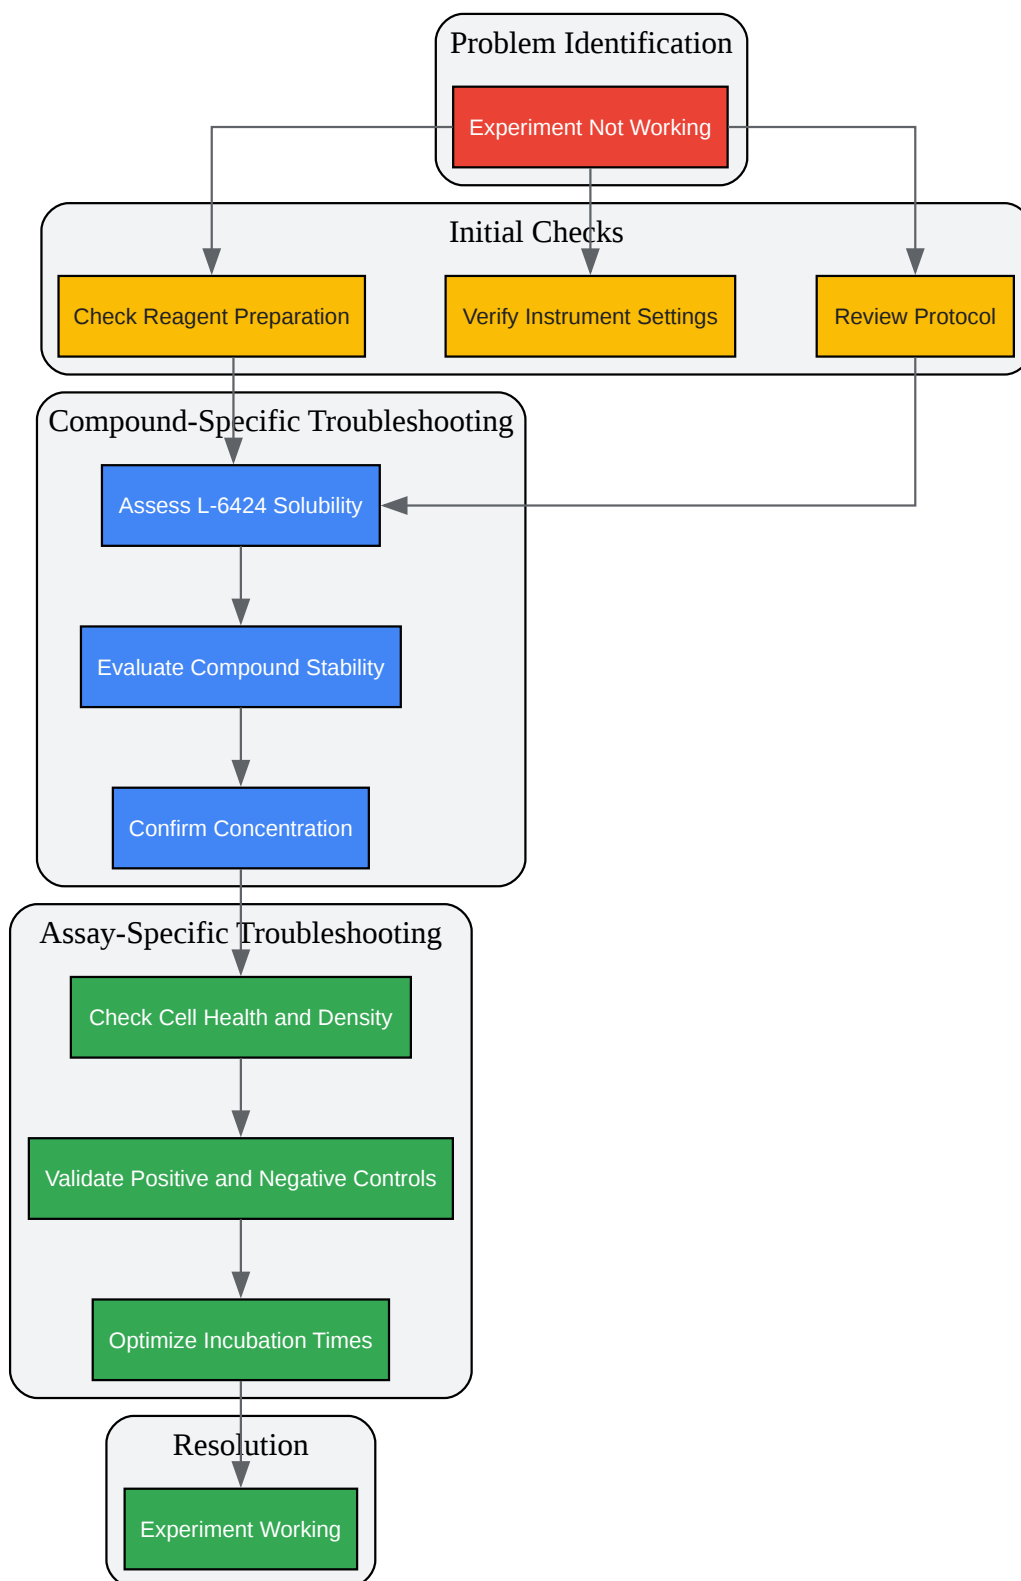 Problem Identification
Experiment Not Working
Initial Checks
Check Reagent Preparation
Verify Instrument Settings
Review Protocol
Compound-Specific Troubleshooting
Assess L-6424 Solubility
Evaluate Compound Stability
Confirm Concentration
Assay-Specific Troubleshooting
Check Cell Health and Density
Validate Positive and Negative Controls
Optimize Incubation Times
Resolution
Experiment Working